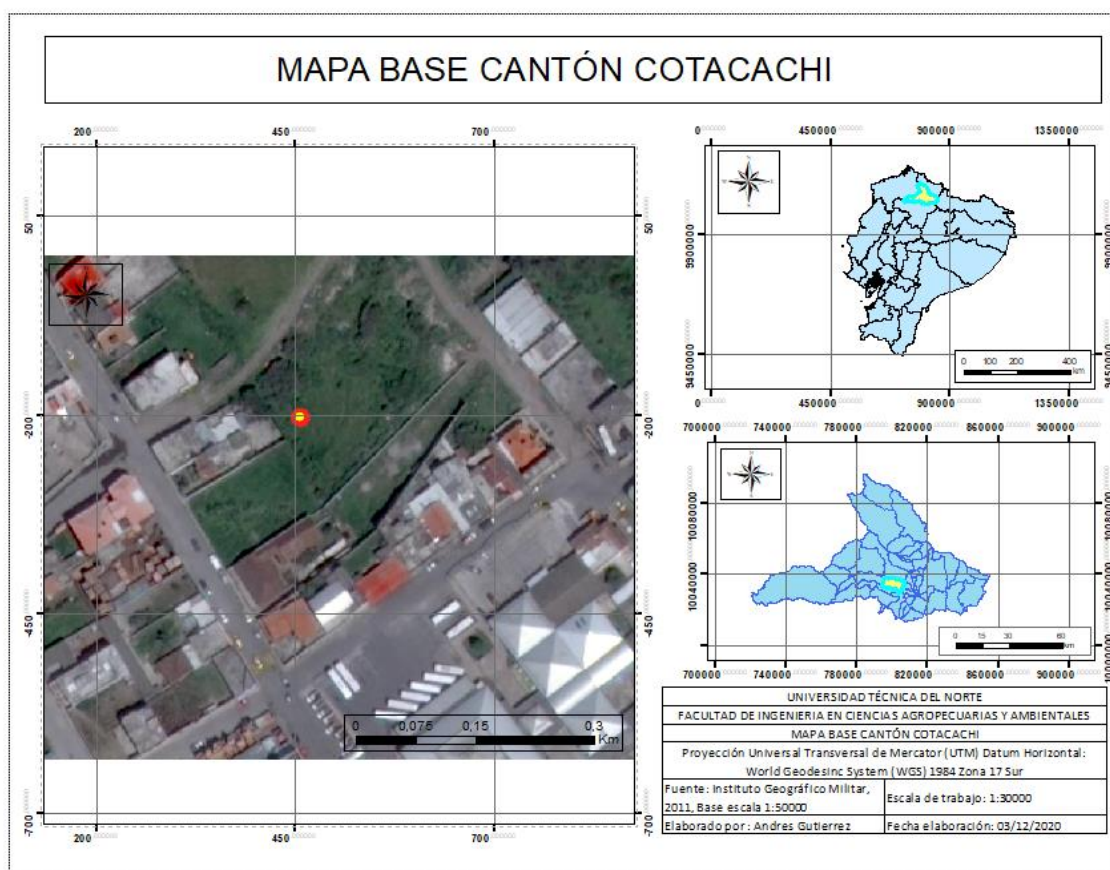 MAPA BASE CANTÓN COTACACHI
200 450 700
50 50
-200 -200
-450 -450
-700 -700
200 450 700
0 0,075 0,15 0,3
Km
0 450000 900000 1350000
9900000 9900000
9450000 9450000
0 100 200 400
km
0 450000 900000 1350000
700000 740000 780000 820000 860000 900000
10080000 10080000
10040000 10040000
0 15 30 60
km
700000 740000 780000 820000 860000 900000
UNIVERSIDAD TÉCNICA DEL NORTE
FACULTAD DE INGENIERIA EN CIENCIAS AGROPECUARIAS Y AMBIENTALES
MAPA BASE CANTÓN COTACACHI
Proyección Universal Transversal de Mercator (UTM) Datum Horizontal:
World Geodesinc System (WGS) 1984 Zona 17 Sur
Fuente: Instituto Geográfico Militar,
2011, Base escala 1:50000
Escala de trabajo: 1:30000
Elaborado por: Andres Gutierrez
Fecha elaboración: 03/12/2020